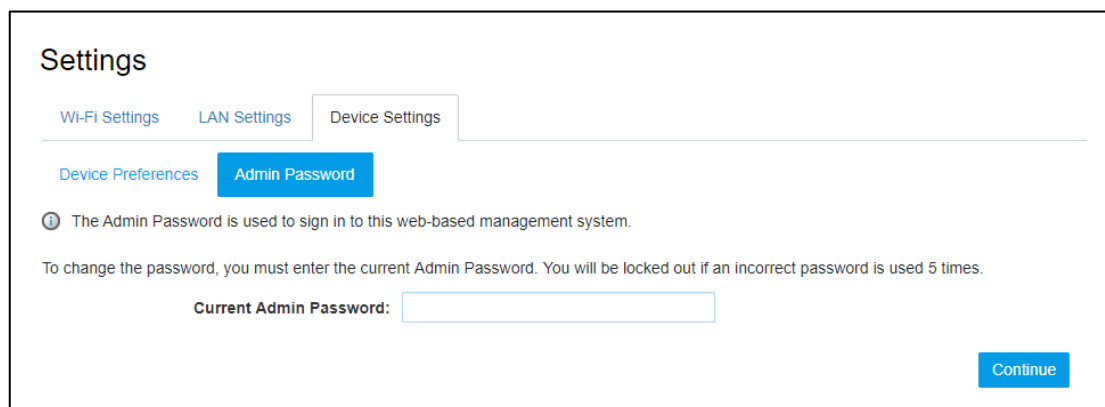 Settings
Wi-Fi Settings LAN Settings Device Settings
Device Preferences Admin Password
The Admin Password is used to sign in to this web-based management system.
To change the password, you must enter the current Admin Password. You will be locked out if an incorrect password is used 5 times.
Current Admin Password:
Continue